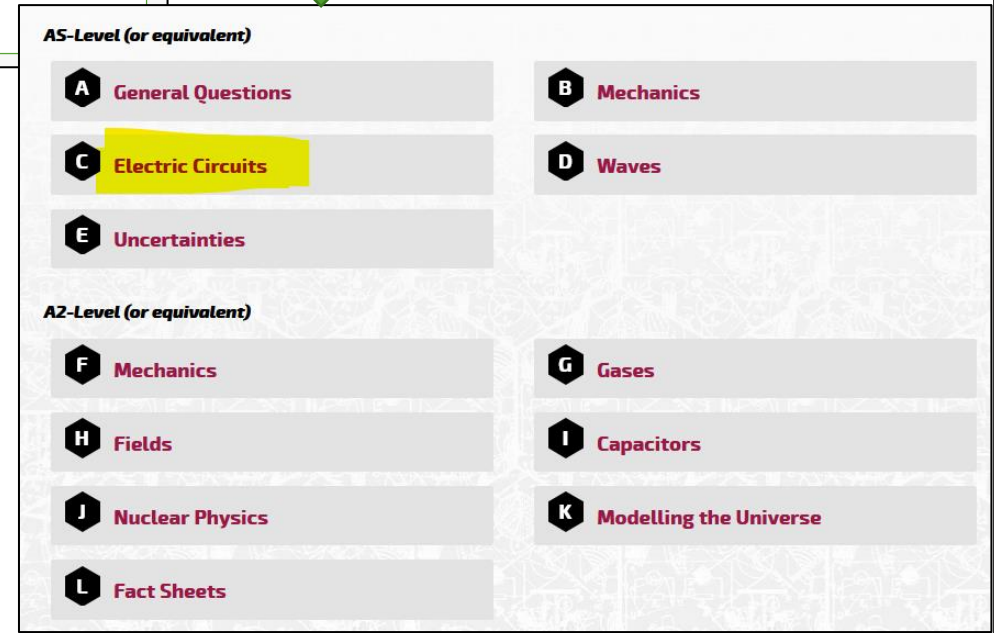 AS-Level (or equivalent)
A General Questions
B Mechanics
C Electric Circuits
D Waves
E Uncertainties
A2-Level (or equivalent)
F Mechanics
G Gases
H Fields
I Capacitors
J Nuclear Physics
K Modelling the Universe
L Fact Sheets